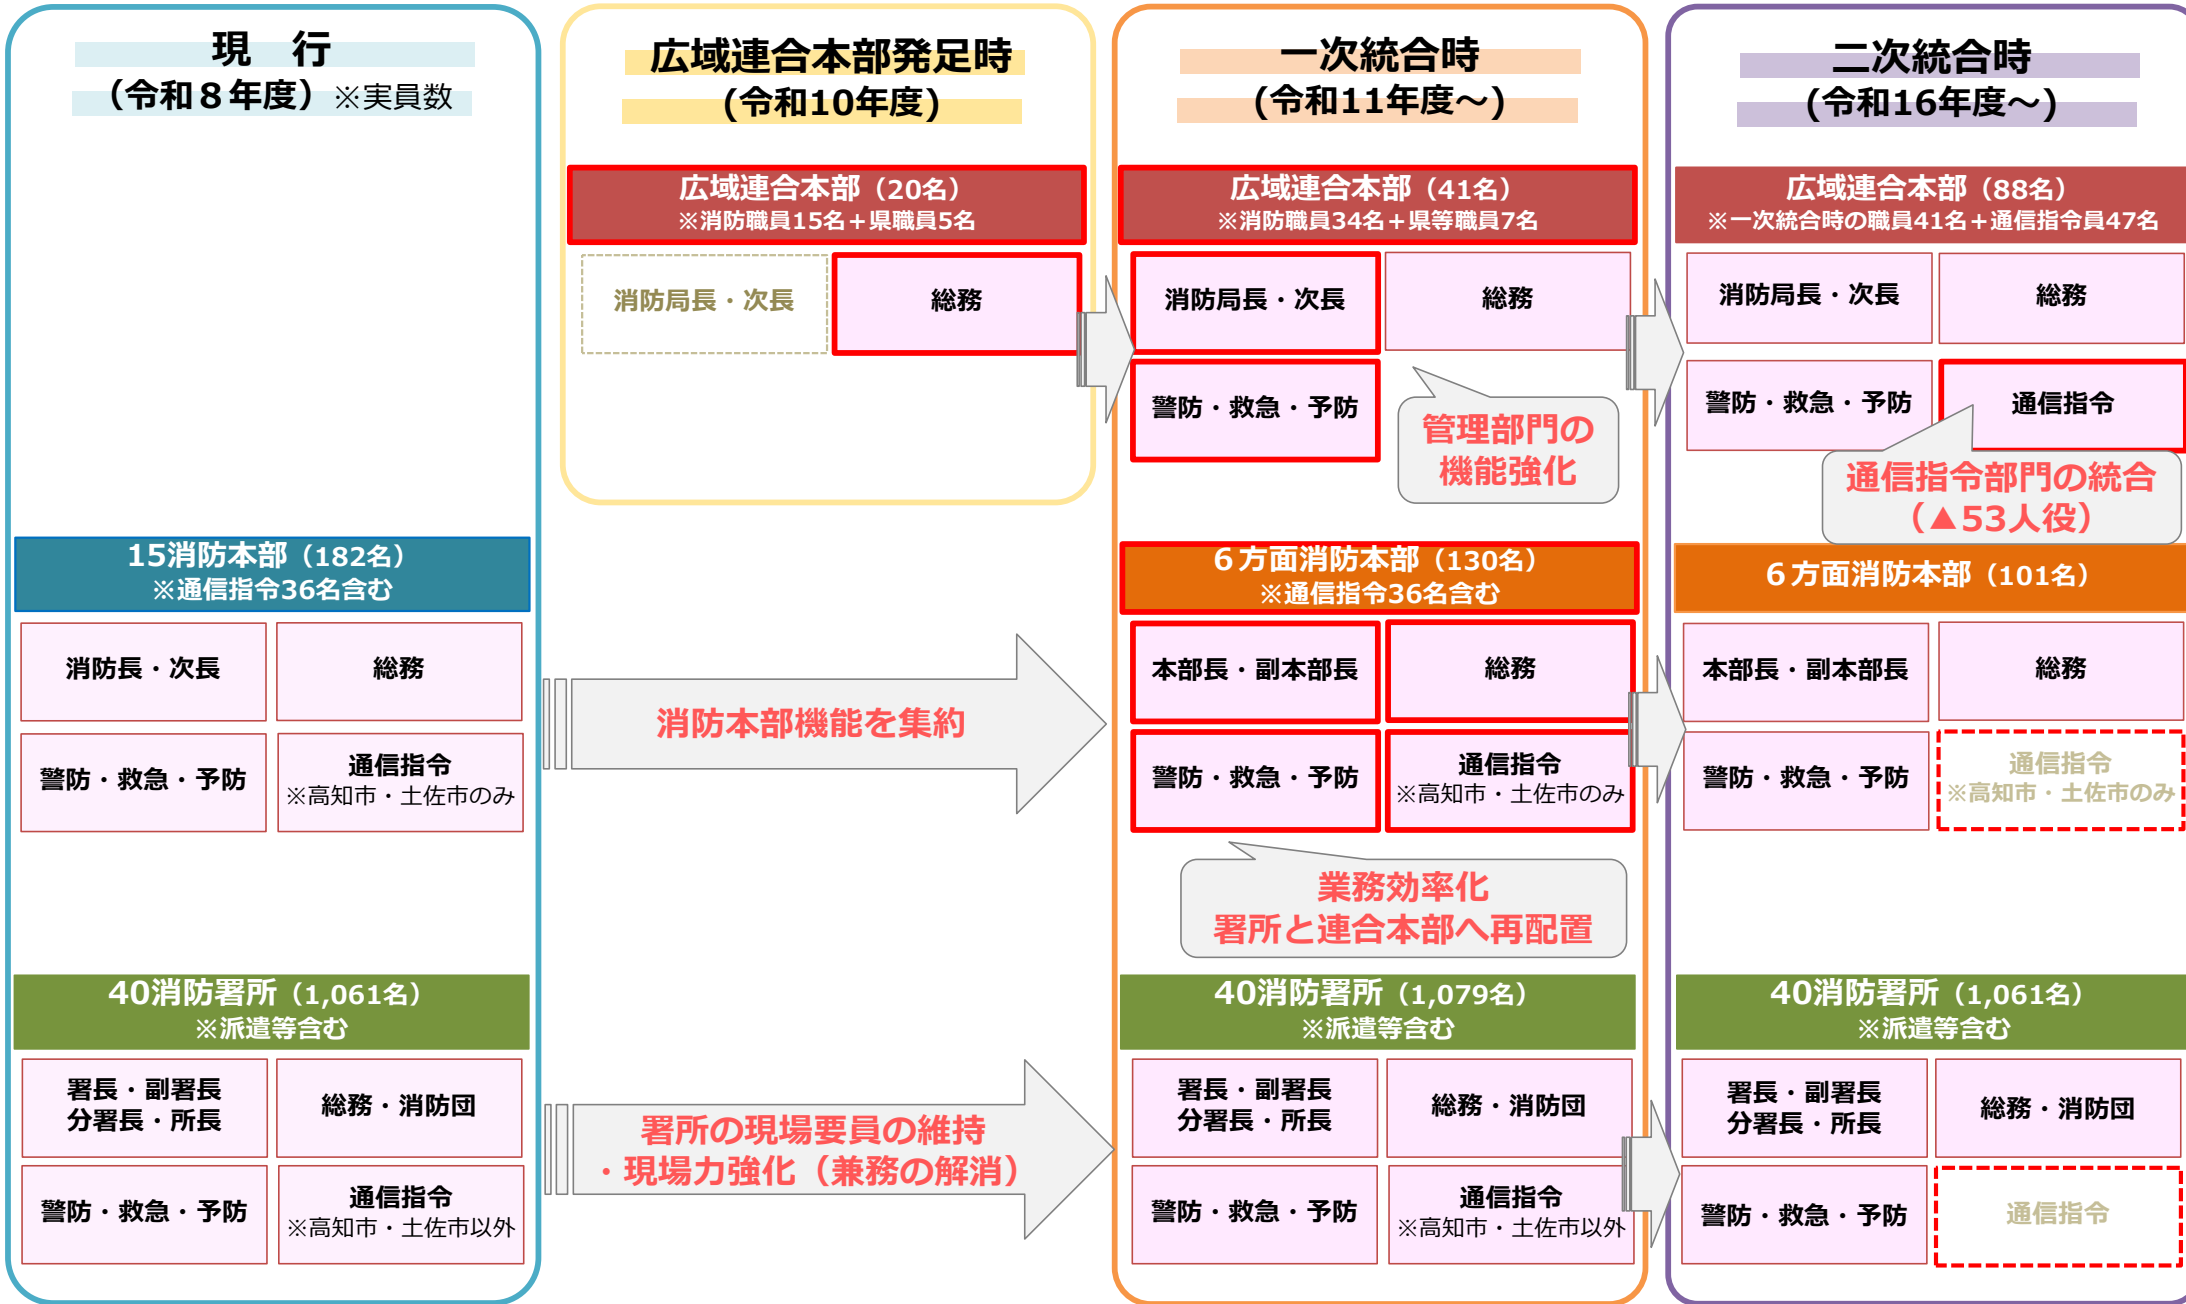 現　行
（令和８年度）※実員数
15消防本部（182名）
※通信指令36名含む
消防長・次長
総務
警防・救急・予防
通信指令
※高知市・土佐市のみ
40消防署所（1,061名）
※派遣等含む
署長・副署長
分署長・所長
総務・消防団
警防・救急・予防
通信指令
※高知市・土佐市以外
広域連合本部発足時
(令和10年度)
広域連合本部（20名）
※消防職員15名＋県職員5名
消防局長・次長
総務
消防本部機能を集約
署所の現場要員の維持
・現場力強化（兼務の解消）
一次統合時
(令和11年度～)
広域連合本部（41名）
※消防職員34名＋県等職員7名
消防局長・次長
総務
警防・救急・予防
管理部門の
機能強化
６方面消防本部（130名）
※通信指令36名含む
本部長・副本部長
総務
警防・救急・予防
通信指令
※高知市・土佐市のみ
業務効率化
署所と連合本部へ再配置
40消防署所（1,079名）
※派遣等含む
署長・副署長
分署長・所長
総務・消防団
警防・救急・予防
通信指令
※高知市・土佐市以外
二次統合時
(令和16年度～)
広域連合本部（88名）
※一次統合時の職員41名＋通信指令員47名
消防局長・次長
総務
警防・救急・予防
通信指令
通信指令部門の統合
（▲53人役）
６方面消防本部（101名）
本部長・副本部長
総務
警防・救急・予防
通信指令
※高知市・土佐市のみ
40消防署所（1,061名）
※派遣等含む
署長・副署長
分署長・所長
総務・消防団
警防・救急・予防
通信指令